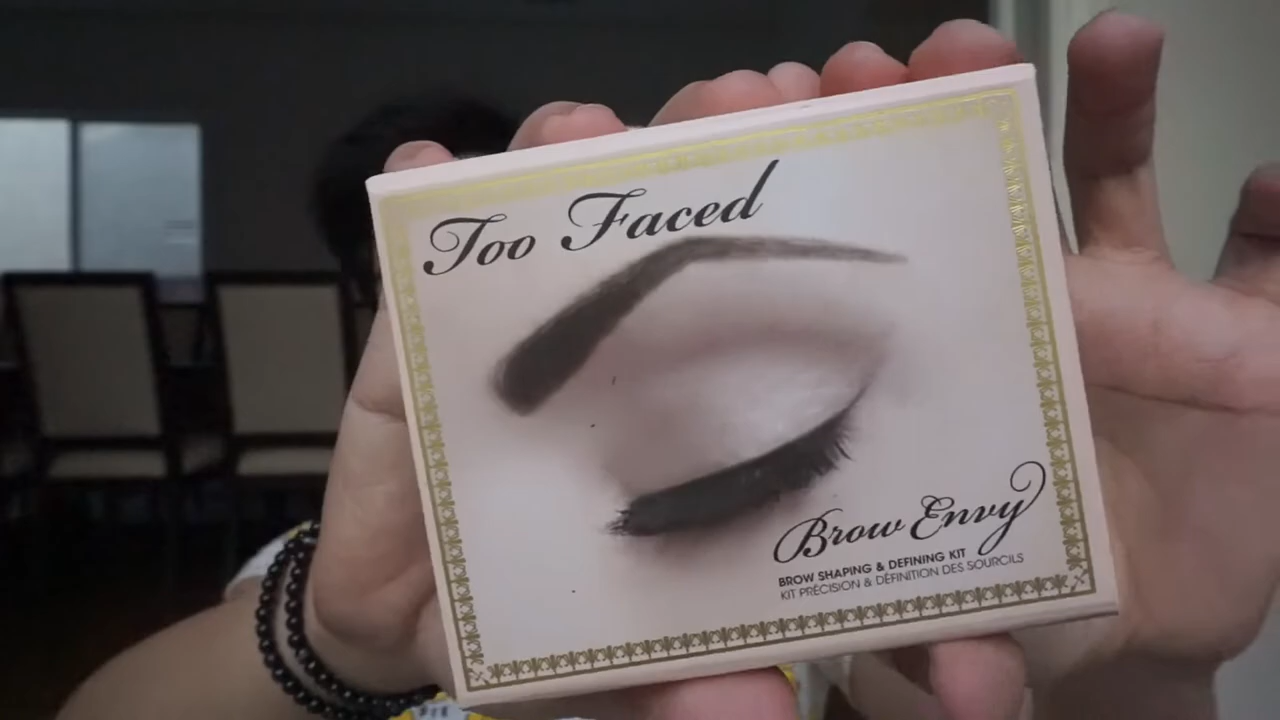 Too Faced
Brow Envy
BROW SHAPING & DEFINING KIT
KIT PRÉCISION & DÉFINITION DES SOURCILS